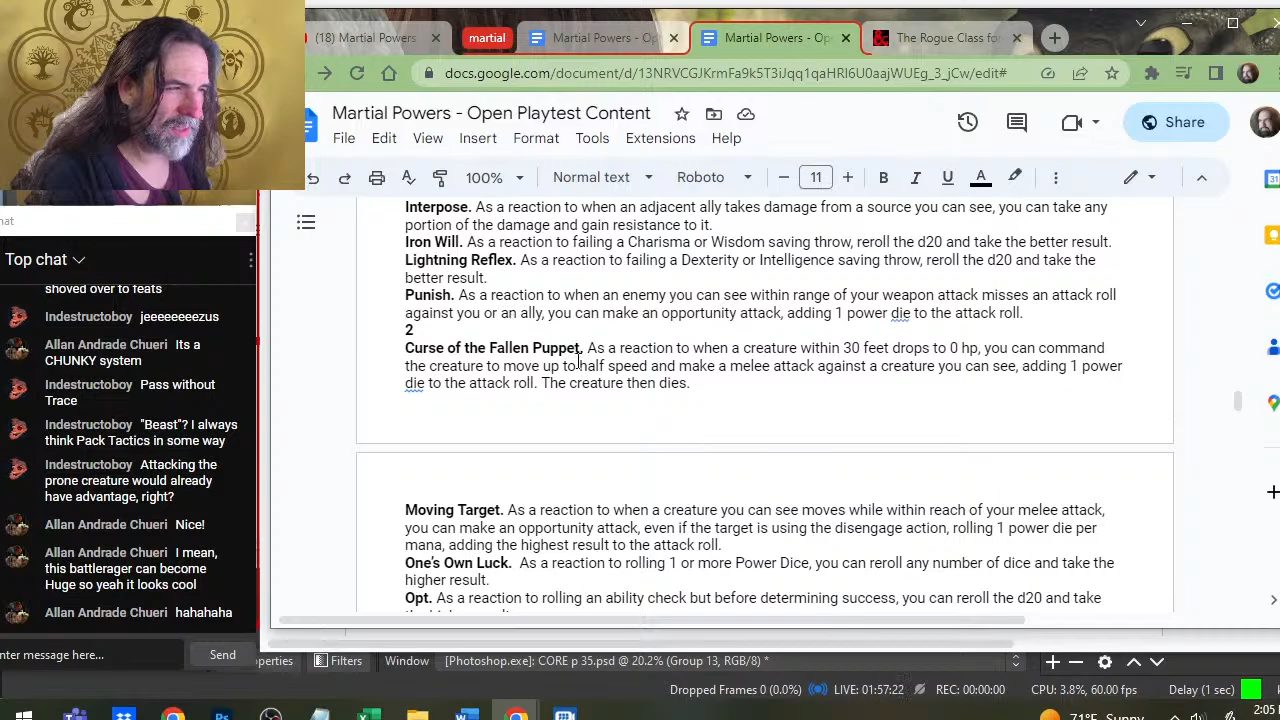 (18) Martial Powers
martial
Martial Powers - Op
Martial Powers - Op
The Rogue Class fo
docs.google.com/document/d/13NRVCGJKrmFa9k5T3iJqq1qaHRI6U0aajWUEg_3_jCw/edit#
Martial Powers - Open Playtest Content
File Edit View Insert Format Tools Extensions Help
Share
100% Normal text Roboto 11 B I U A
Interpose. As a reaction to when an adjacent ally takes damage from a source you can see, you can take any
portion of the damage and gain resistance to it.
Iron Will. As a reaction to failing a Charisma or Wisdom saving throw, reroll the d20 and take the better result.
Lightning Reflex. As a reaction to failing a Dexterity or Intelligence saving throw, reroll the d20 and take the
better result.
Punish. As a reaction to when an enemy you can see within range of your weapon attack misses an attack roll
against you or an ally, you can make an opportunity attack, adding 1 power die to the attack roll.
2
Curse of the Fallen Puppet. As a reaction to when a creature within 30 feet drops to 0 hp, you can command
the creature to move up to half speed and make a melee attack against a creature you can see, adding 1 power
die to the attack roll. The creature then dies.
Moving Target. As a reaction to when a creature you can see moves while within reach of your melee attack,
you can make an opportunity attack, even if the target is using the disengage action, rolling 1 power die per
mana, adding the highest result to the attack roll.
One's Own Luck. As a reaction to rolling 1 or more Power Dice, you can reroll any number of dice and take the
higher result.
Opt. As a reaction to rolling an ability check but before determining success, you can reroll the d20 and take
hat
Top chat
shoved over to feats
Indestructoboy jeeeeeeezus
Allan Andrade Chueri Its a
CHUNKY system
Indestructoboy Pass without
Trace
Indestructoboy "Beast"? I always
think Pack Tactics in some way
Indestructoboy Attacking the
prone creature would already
have advantage, right?
Allan Andrade Chueri Nice!
Allan Andrade Chueri I mean,
this battlerager can become
Huge so yeah it looks cool
Allan Andrade Chueri hahahaha
nter message here... Send
operties Filters Window [Photoshop.exe]: CORE p 35.psd @ 20.2% (Group 13, RGB/8) *
Dropped Frames 0 (0.0%) LIVE: 01:57:22 REC: 00:00:00 CPU: 3.8%, 60.00 fps Delay (1 sec)
71°F Sunny 2:05